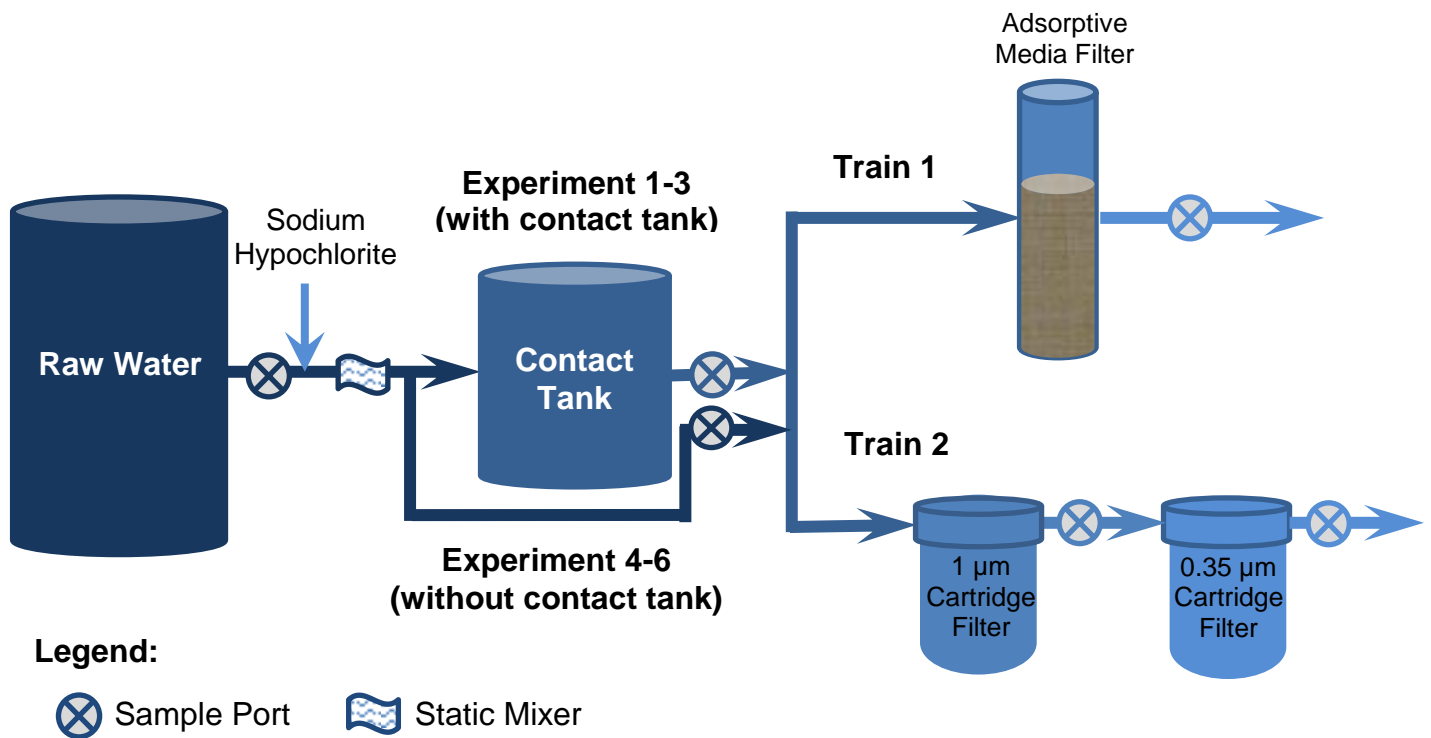 Adsorptive
Media Filter
Train 1
Experiment 1-3
(with contact tank)
Sodium
Hypochlorite
Raw Water
Contact
Tank
Train 2
Experiment 4-6
(without contact tank)
1 µm
Cartridge
Filter
0.35 µm
Cartridge
Filter
Legend:
Sample Port
Static Mixer